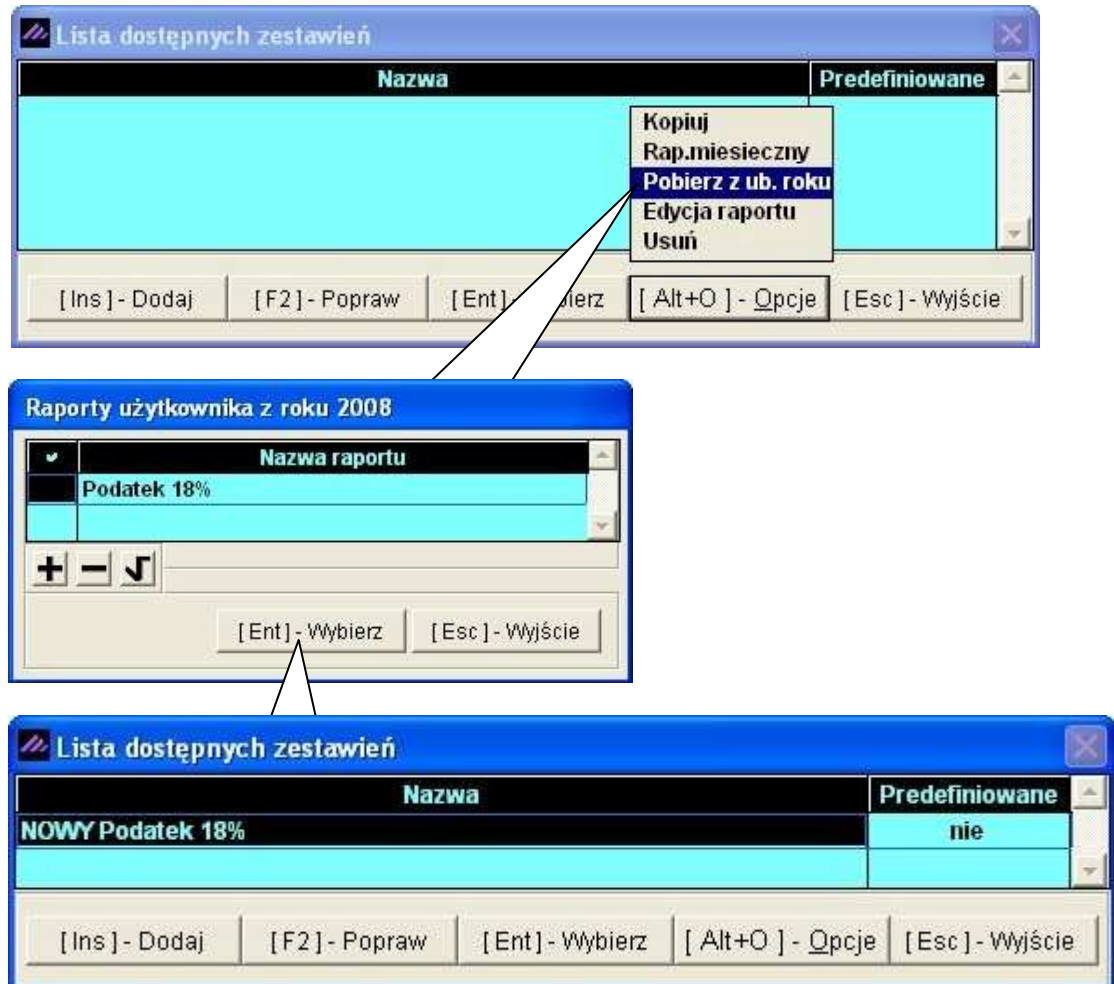 Lista dostępnych zestawień
Nazwa Predefiniowane
Kopiuj
Rap.miesieczny
Pobierz z ub. roku
Edycja raportu
Usuń
[Ins]- Dodaj [F2]- Popraw [Ent]- ierz [ Alt+O ] - Opcje [Esc]- Wyjście
Raporty użytkownika z roku 2008
Nazwa raportu
Podatek 18%
[Ent]- Wybierz [Esc]- Wyjście
Lista dostępnych zestawień
Nazwa Predefiniowane
NOWY Podatek 18% nie
[Ins]- Dodaj [F2]- Popraw [Ent]- Wybierz [ Alt+O ] - Opcje [Esc]- Wyjście